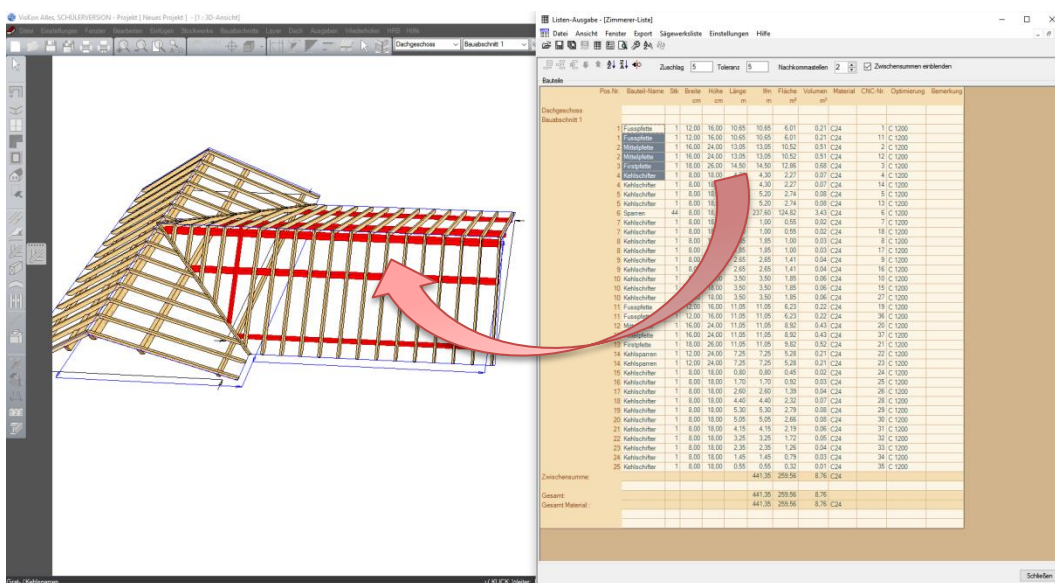 VisKon Alles, SCHÜLERVERSION - Projekt [ Neues Projekt ] - [1 : 3D-Ansicht]
Datei Einstellungen Fenster Bearbeiten Einfügen Stockwerke Bauabschnitte Layer Dach Ausgaben Wiederholen HRB Hilfe
Dachgeschoss Bauabschnitt 1
Listen-Ausgabe - [Zimmerer-Liste]
Datei Ansicht Fenster Export Sägewerksliste Einstellungen Hilfe
Zuschlag 5 Toleranz 5 Nachkommastellen 2 Zwischensummen einblenden
Bauteile
Pos.Nr. Bauteil-Name Stk Breite Höhe Länge lfm Fläche Volumen Material CNC-Nr. Optimierung Bemerkung
cm cm m m m² m³
Dachgeschoss
Bauabschnitt 1
1 Fusspfette 1 12,00 16,00 10,65 10,65 6,01 0,21 C24 1 C 1200
1 Fusspfette 1 12,00 16,00 10,65 10,65 6,01 0,21 C24 11 C 1200
2 Mittelpfette 1 16,00 24,00 13,05 13,05 10,52 0,51 C24 2 C 1200
2 Mittelpfette 1 16,00 24,00 13,05 13,05 10,52 0,51 C24 12 C 1200
3 Firstpfette 1 18,00 26,00 14,50 14,50 12,86 0,68 C24 3 C 1200
4 Kehlschifter 1 8,00 18,00 4,30 2,27 0,07 C24 4 C 1200
4 Kehlschifter 1 8,00 4,30 2,27 0,07 C24 14 C 1200
5 Kehlschifter 1 8,00 5,20 2,74 0,08 C24 5 C 1200
5 Kehlschifter 1 8,00 5,20 2,74 0,08 C24 13 C 1200
6 Sparren 44 8,00 237,60 124,82 3,43 C24 6 C 1200
7 Kehlschifter 1 8,00 1,00 0,55 0,02 C24 7 C 1200
7 Kehlschifter 1 8,00 1,00 0,55 0,02 C24 18 C 1200
8 Kehlschifter 1 8,00 1,85 1,00 0,03 C24 8 C 1200
8 Kehlschifter 1 8,00 1,85 1,00 0,03 C24 17 C 1200
9 Kehlschifter 1 8,00 2,65 2,65 1,41 0,04 C24 9 C 1200
9 Kehlschifter 1 2,65 2,65 1,41 0,04 C24 16 C 1200
10 Kehlschifter 3,50 3,50 1,85 0,06 C24 10 C 1200
10 Kehlschifter 3,50 3,50 1,85 0,06 C24 15 C 1200
10 Kehlschifter 18,00 3,50 3,50 1,85 0,06 C24 27 C 1200
11 Fusspfette 12,00 16,00 11,05 11,05 6,23 0,22 C24 19 C 1200
11 Fusspfette 1 12,00 16,00 11,05 11,05 6,23 0,22 C24 36 C 1200
12 1 16,00 24,00 11,05 11,05 8,92 0,43 C24 20 C 1200
1 16,00 24,00 11,05 11,05 8,92 0,43 C24 37 C 1200
13 Firstpfette 1 18,00 26,00 11,05 11,05 9,82 0,52 C24 21 C 1200
14 Kehlsparren 1 12,00 24,00 7,25 7,25 5,28 0,21 C24 22 C 1200
14 Kehlsparren 1 12,00 24,00 7,25 7,25 5,28 0,21 C24 23 C 1200
15 Kehlschifter 1 8,00 18,00 0,80 0,80 0,45 0,02 C24 24 C 1200
16 Kehlschifter 1 8,00 18,00 1,70 1,70 0,92 0,03 C24 25 C 1200
17 Kehlschifter 1 8,00 18,00 2,60 2,60 1,39 0,04 C24 26 C 1200
18 Kehlschifter 1 8,00 18,00 4,40 4,40 2,32 0,07 C24 28 C 1200
19 Kehlschifter 1 8,00 18,00 5,30 5,30 2,79 0,08 C24 29 C 1200
20 Kehlschifter 1 8,00 18,00 5,05 5,05 2,66 0,08 C24 30 C 1200
21 Kehlschifter 1 8,00 18,00 4,15 4,15 2,19 0,06 C24 31 C 1200
22 Kehlschifter 1 8,00 18,00 3,25 3,25 1,72 0,05 C24 32 C 1200
23 Kehlschifter 1 8,00 18,00 2,35 2,35 1,26 0,04 C24 33 C 1200
24 Kehlschifter 1 8,00 18,00 1,45 1,45 0,79 0,03 C24 34 C 1200
25 Kehlschifter 1 8,00 18,00 0,55 0,55 0,32 0,01 C24 35 C 1200
Zwischensumme: 441,35 259,56 8,76 C24
Gesamt: 441,35 259,56 8,76
Gesamt Material : 441,35 259,56 8,76 C24
Schließen